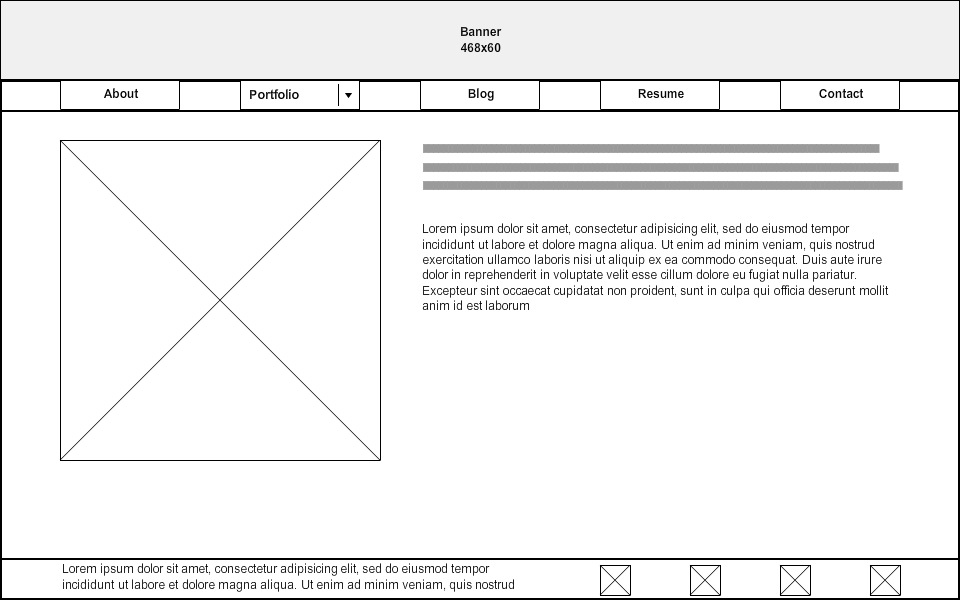 Banner
468x60
About
Portfolio
Blog
Resume
Contact
Lorem ipsum dolor sit amet, consectetur adipisicing elit, sed do eiusmod tempor
incididunt ut labore et dolore magna aliqua. Ut enim ad minim veniam, quis nostrud
exercitation ullamco laboris nisi ut aliquip ex ea commodo consequat. Duis aute irure
dolor in reprehenderit in voluptate velit esse cillum dolore eu fugiat nulla pariatur.
Excepteur sint occaecat cupidatat non proident, sunt in culpa qui officia deserunt mollit
anim id est laborum
Lorem ipsum dolor sit amet, consectetur adipisicing elit, sed do eiusmod tempor
incididunt ut labore et dolore magna aliqua. Ut enim ad minim veniam, quis nostrud